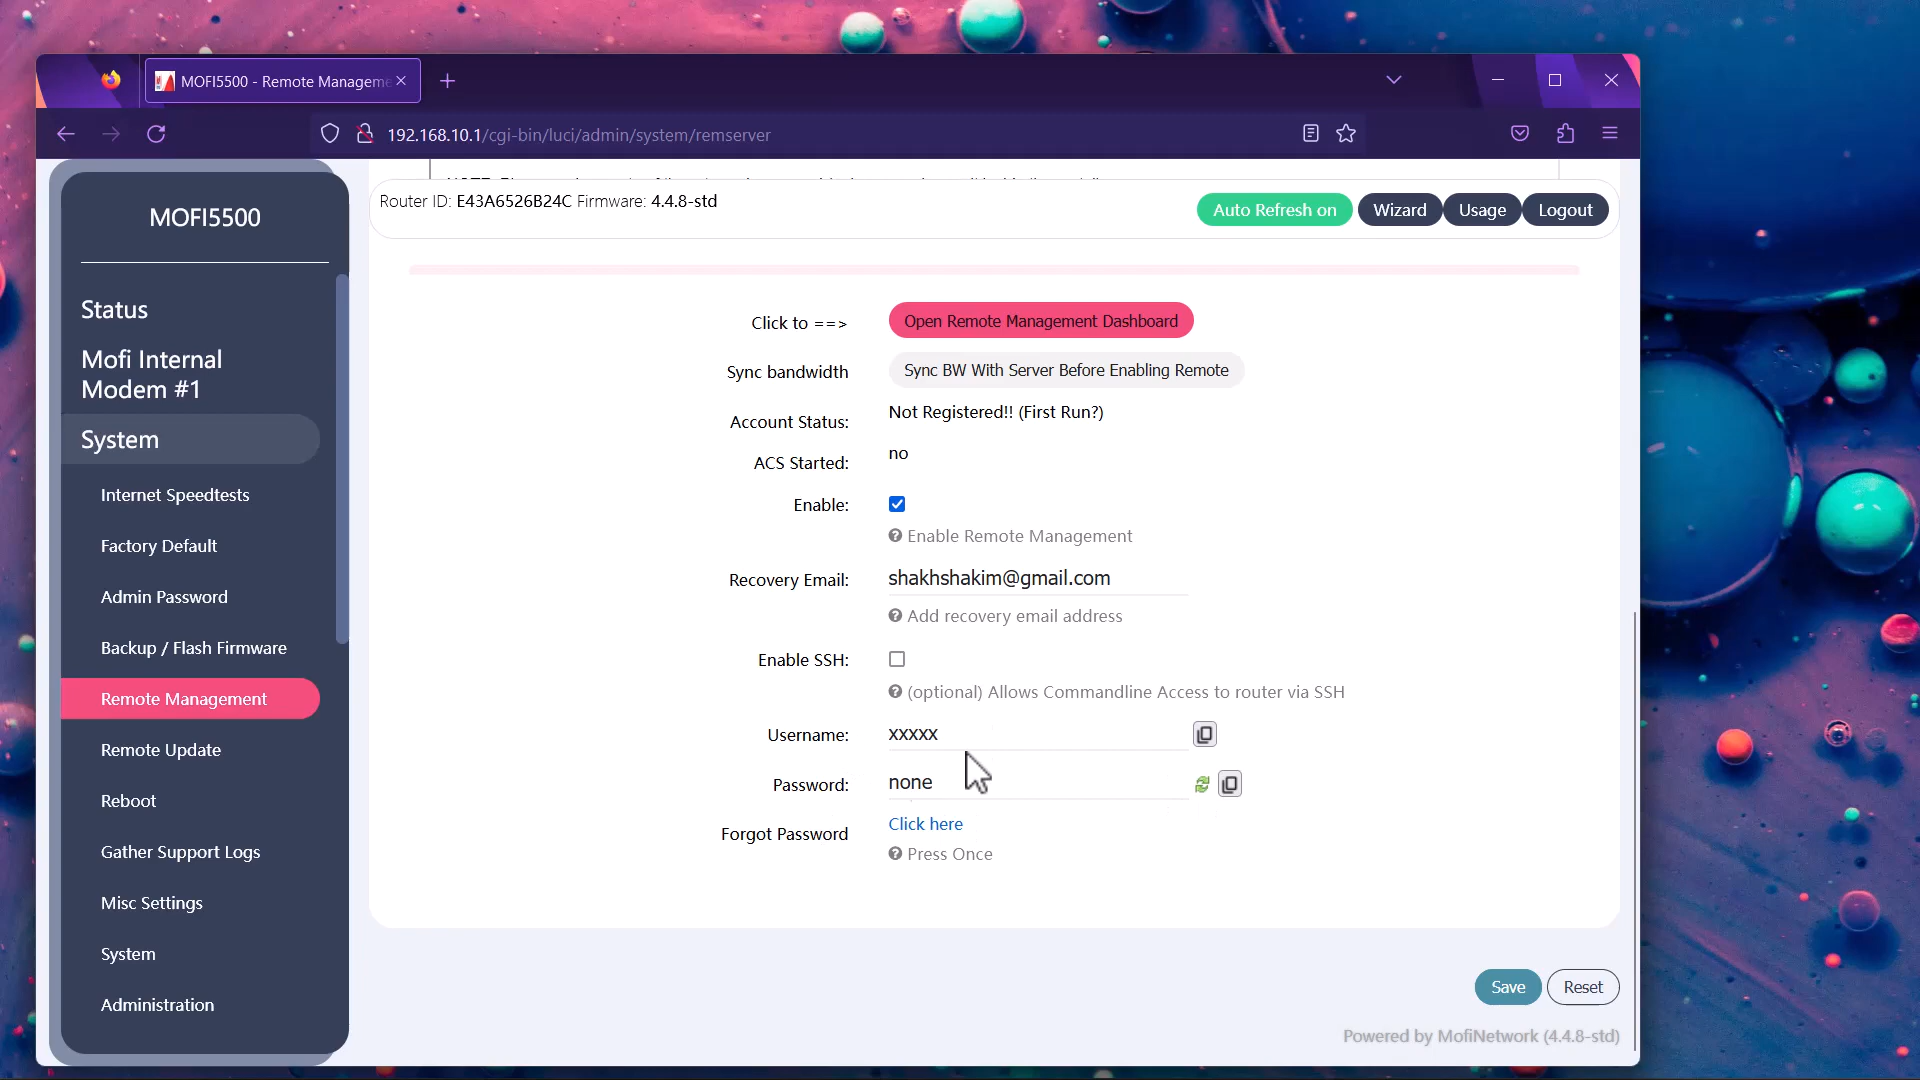 MOFI5500 - Remote Manageme
192.168.10.1/cgi-bin/luci/admin/system/remserver
Router ID: E43A6526B24C Firmware: 4.4.8-std
Auto Refresh on
Wizard
Usage
Logout
MOFI5500
Status
Mofi Internal
Modem #1
System
Internet Speedtests
Factory Default
Admin Password
Backup / Flash Firmware
Remote Management
Remote Update
Reboot
Gather Support Logs
Misc Settings
System
Administration
Click to ==> Open Remote Management Dashboard
Sync bandwidth Sync BW With Server Before Enabling Remote
Account Status: Not Registered!! (First Run?)
ACS Started: no
Enable:
Enable Remote Management
Recovery Email: shakhshakim@gmail.com
Add recovery email address
Enable SSH:
(optional) Allows Commandline Access to router via SSH
Username: xxxxx
Password: none
Forgot Password Click here
Press Once
Save
Reset
Powered by MofiNetwork (4.4.8-std)